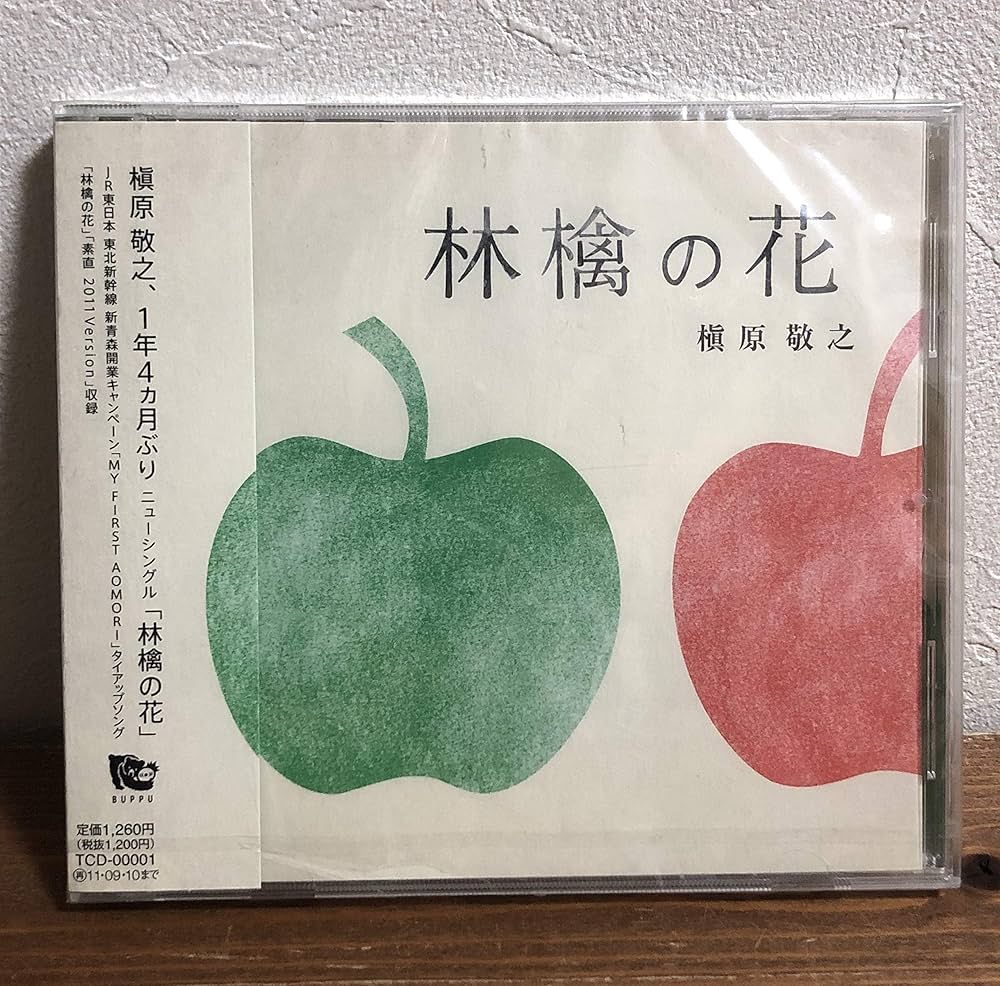 林檎の花
槇原敬之
槇原 敬之、1年4ヵ月ぶり ニューシングル「林檎の花」
JR東日本 東北新幹線 新青森開業キャンペーン「MY FIRST AOMORI」タイアップソング
「林檎の花」「素直 2011Version」収録
BUPPU
定価1,260円
(税抜1,200円)
TCD-00001
再11・09・10まで